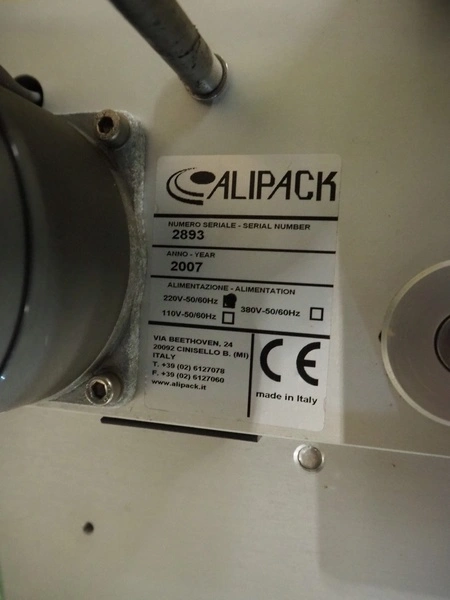 ALIPACK
NUMERO SERIALE - SERIAL NUMBER
2893
ANNO - YEAR
2007
ALIMENTAZIONE - ALIMENTATION
220V-50/60Hz 380V-50/60Hz
110V-50/60Hz
VIA BEETHOVEN, 24
20092 CINISELLO B. (MI)
ITALY
T. +39 (02) 6127078
F. +39 (02) 6127060
www.alipack.it
CE
made in Italy